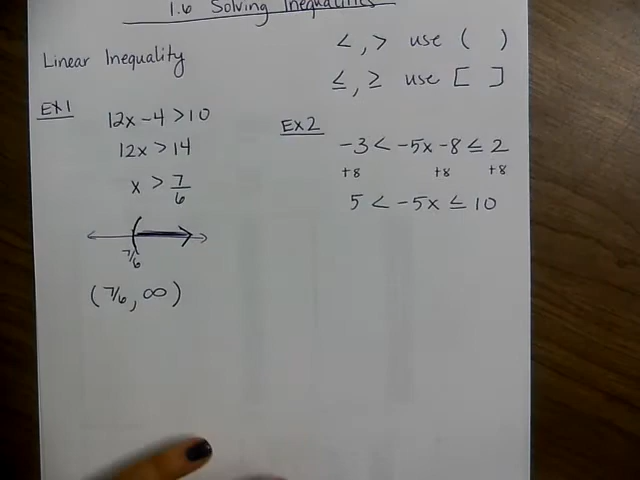 1.6 Solving Inequalities
Linear Inequality
<, > use ( )
≤, ≥ use [ ]
Ex1
12x - 4 > 10
12x > 14
x > 7/6
7/6
(7/6, ∞)
Ex2
-3 < -5x - 8 ≤ 2
+8 +8 +8
5 < -5x ≤ 10